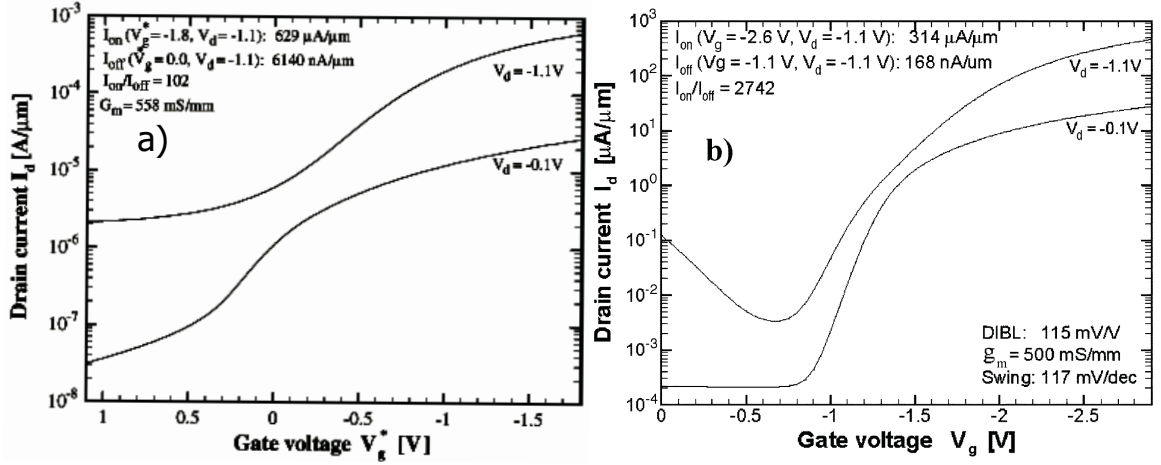 I_on (V_g^* = -1.8, V_d = -1.1): 629 µA/µm
I_off (V_g^* = 0.0, V_d = -1.1): 6140 nA/µm
I_on/I_off = 102
G_m = 558 mS/mm
a)
V_d = -1.1V
V_d = -0.1V
Drain current I_d [A/µm]
10^-3
10^-4
10^-5
10^-6
10^-7
10^-8
1 0.5 0 -0.5 -1 -1.5
Gate voltage V_g^* [V]
I_on (V_g = -2.6 V, V_d = -1.1 V): 314 µA/µm
I_off (Vg = -1.1 V, V_d = -1.1 V): 168 nA/um
I_on/I_off = 2742
b)
V_d = -1.1V
V_d = -0.1V
Drain current I_d [µA/µm]
10^3
10^2
10^1
10^0
10^-1
10^-2
10^-3
10^-4
DIBL: 115 mV/V
g_m = 500 mS/mm
Swing: 117 mV/dec
0 -0.5 -1 -1.5 -2 -2.5
Gate voltage V_g [V]